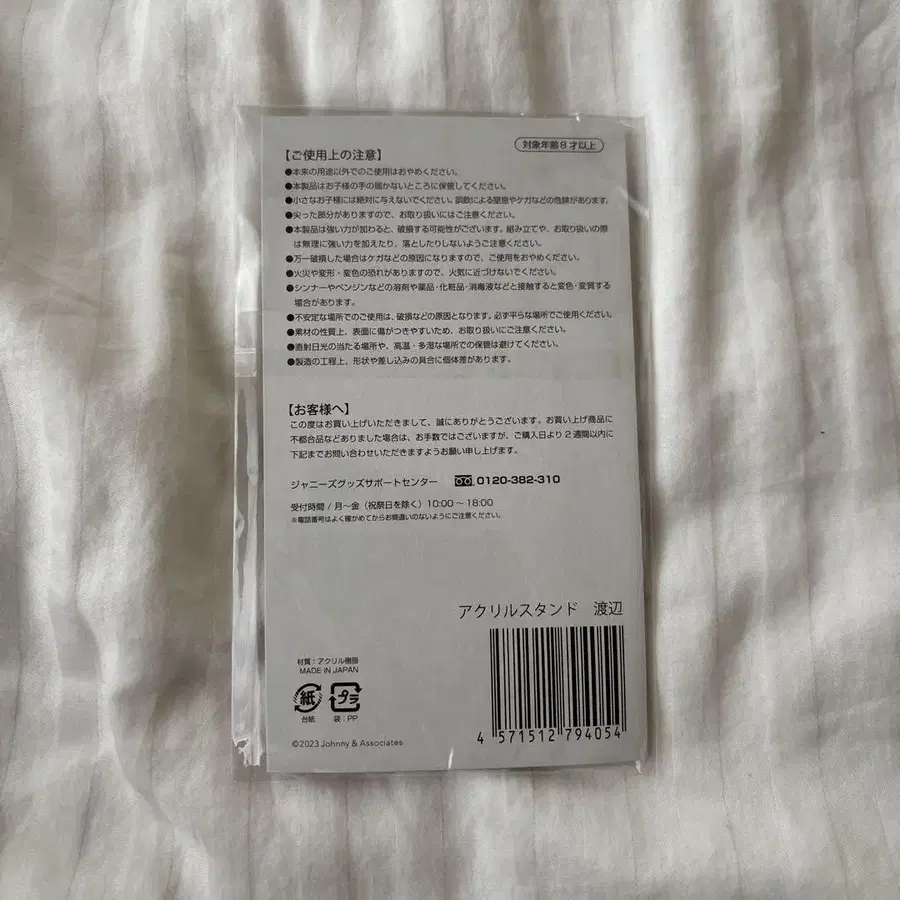 対象年齢8才以上
【ご使用上の注意】
●本来の用途以外でのご使用はおやめください。
●本製品はお子様の手の届かないところに保管してください。
●小さなお子様には絶対に与えないでください。誤飲による窒息やケガなどの危険があります。
●尖った部分がありますので、お取り扱いにはご注意ください。
●本製品は強い力が加わると、破損する可能性がございます。組み立てや、お取り扱いの際
は無理に強い力を加えたり、落としたりしないようご注意ください。
●万一破損した場合はケガなどの原因になりますので、ご使用をおやめください。
●火災や変形・変色の恐れがありますので、火気に近づけないでください。
●シンナーやベンジンなどの溶剤や薬品・化粧品・消毒液などと接触すると変色・変質する
場合があります。
●不安定な場所でのご使用は、破損などの原因となります。必ず平らな場所でご使用ください。
●素材の性質上、表面に傷がつきやすいため、お取り扱いにご注意ください。
●直射日光の当たる場所や、高温・多湿な場所での保管は避けてください。
●製造の工程上、形状や差し込みの具合に個体差があります。
【お客様へ】
この度はお買い上げいただきまして、誠にありがとうございます。お買い上げ商品に
不都合品などありました場合は、お手数ではございますが、ご購入日より2週間以内に
下記までお問い合わせいただきますようお願い申し上げます。
ジャニーズグッズサポートセンター 0120-382-310
受付時間 / 月～金（祝祭日を除く）10:00～18:00
※電話番号はよく確かめてからお間違いのないようにご注意ください。
アクリルスタンド 渡辺
材質：アクリル樹脂
MADE IN JAPAN
紙 プラ
台紙 袋：PP
4 571512 794054
©2023 Johnny & Associates